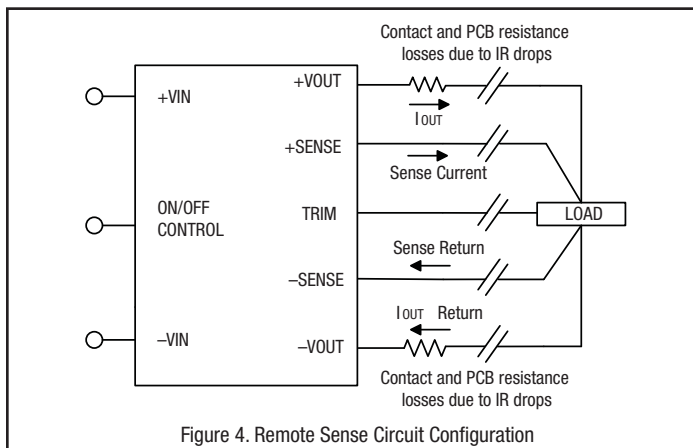 Contact and PCB resistance
losses due to IR drops
+VOUT
+VIN
IOUT
+SENSE
Sense Current
ON/OFF
CONTROL
TRIM
LOAD
Sense Return
–SENSE
IOUT Return
–VIN
–VOUT
Contact and PCB resistance
losses due to IR drops
Figure 4. Remote Sense Circuit Configuration